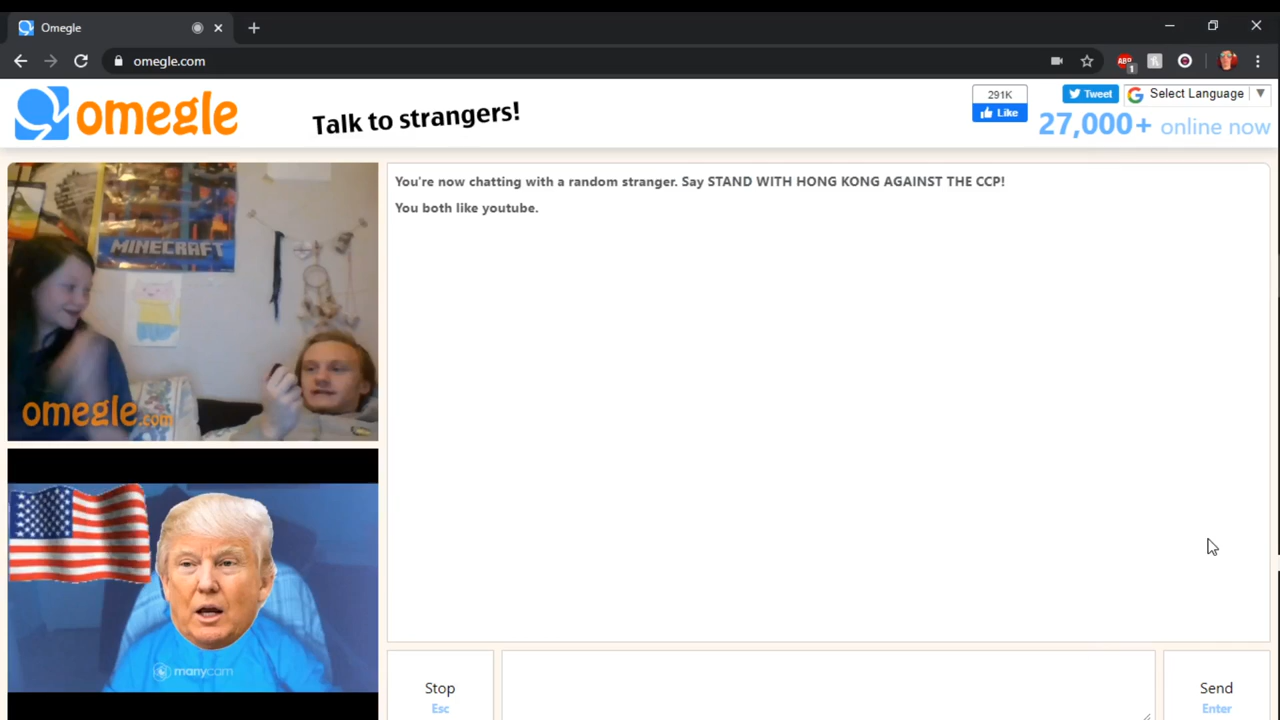 Omegle
omegle.com
ABP
1
omegle
Talk to strangers!
291K
Like
Tweet
G Select Language ▼
27,000+ online now
MINECRAFT
omegle.com
You're now chatting with a random stranger. Say STAND WITH HONG KONG AGAINST THE CCP!
You both like youtube.
manycam
Stop
Esc
Send
Enter